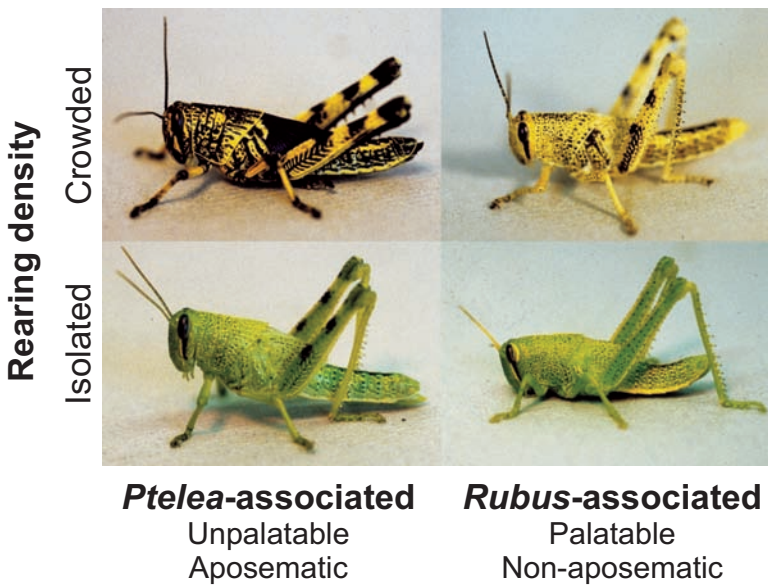 Rearing density
Crowded
Isolated
Ptelea-associated
Unpalatable
Aposematic
Rubus-associated
Palatable
Non-aposematic